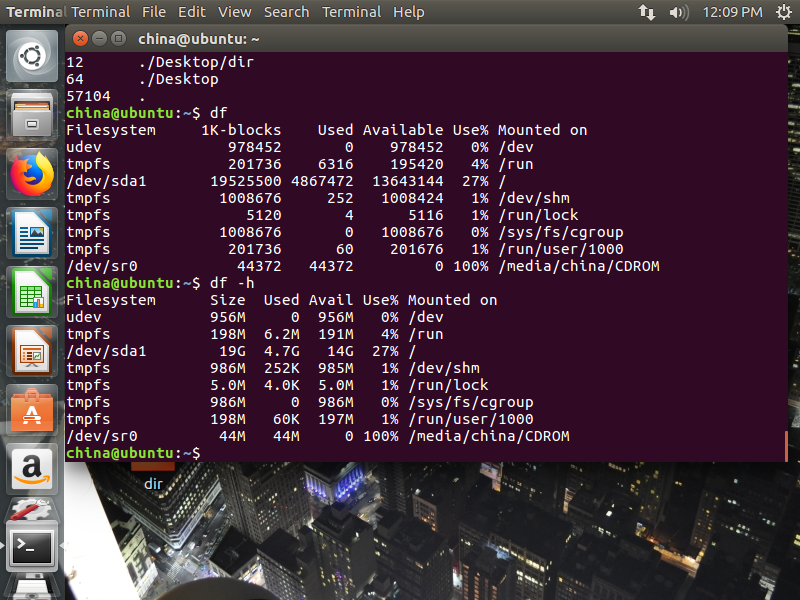 Terminal Terminal File Edit View Search Terminal Help 12:09 PM
china@ubuntu: ~
12 ./Desktop/dir
64 ./Desktop
57104 .
china@ubuntu:~$ df
Filesystem 1K-blocks Used Available Use% Mounted on
udev 978452 0 978452 0% /dev
tmpfs 201736 6316 195420 4% /run
/dev/sda1 19525500 4867472 13643144 27% /
tmpfs 1008676 252 1008424 1% /dev/shm
tmpfs 5120 4 5116 1% /run/lock
tmpfs 1008676 0 1008676 0% /sys/fs/cgroup
tmpfs 201736 60 201676 1% /run/user/1000
/dev/sr0 44372 44372 0 100% /media/china/CDROM
china@ubuntu:~$ df -h
Filesystem Size Used Avail Use% Mounted on
udev 956M 0 956M 0% /dev
tmpfs 198M 6.2M 191M 4% /run
/dev/sda1 19G 4.7G 14G 27% /
tmpfs 986M 252K 985M 1% /dev/shm
tmpfs 5.0M 4.0K 5.0M 1% /run/lock
tmpfs 986M 0 986M 0% /sys/fs/cgroup
tmpfs 198M 60K 197M 1% /run/user/1000
/dev/sr0 44M 44M 0 100% /media/china/CDROM
china@ubuntu:~$
dir